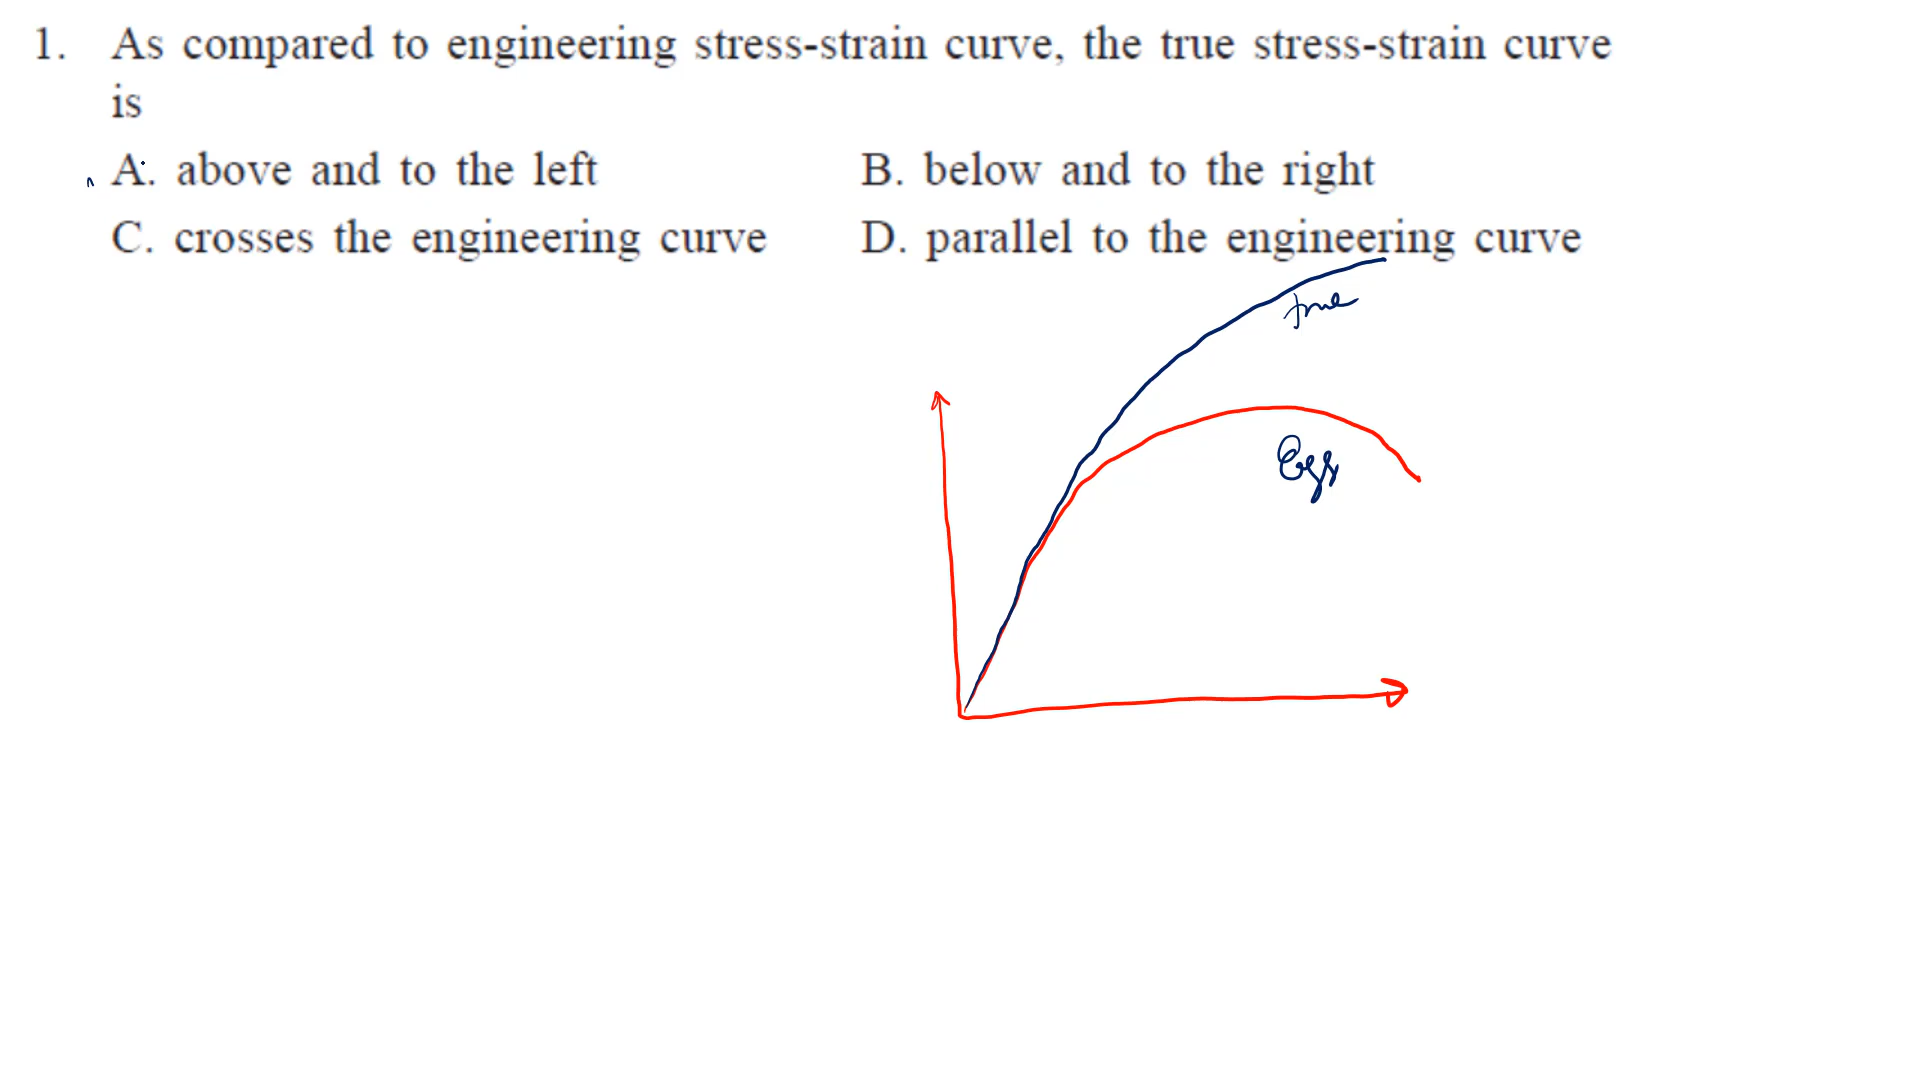 1. As compared to engineering stress-strain curve, the true stress-strain curve
is
A. above and to the left
B. below and to the right
C. crosses the engineering curve
D. parallel to the engineering curve
true